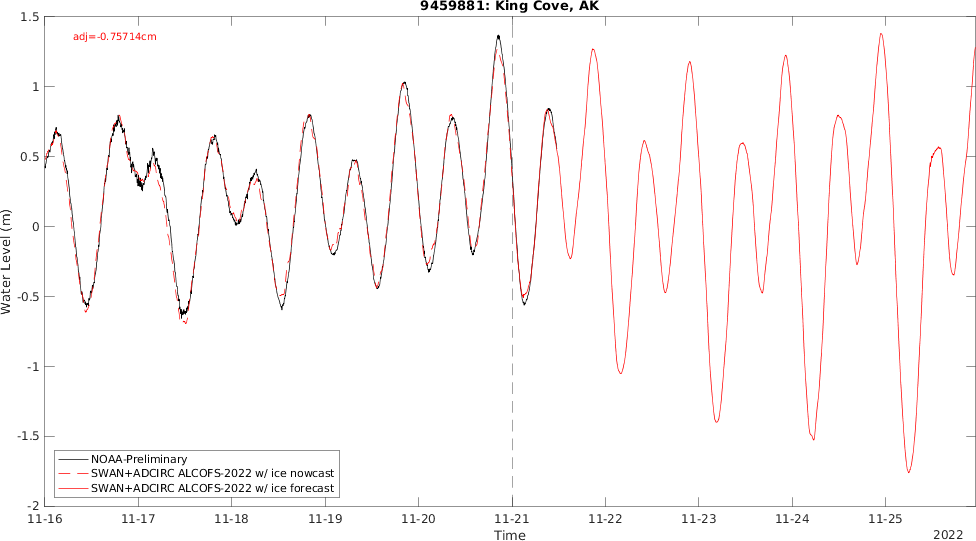 9459881: King Cove, AK
adj=-0.75714cm
1.5
1
0.5
0
-0.5
-1
-1.5
-2
Water Level (m)
NOAA-Preliminary
SWAN+ADCIRC ALCOFS-2022 w/ ice nowcast
SWAN+ADCIRC ALCOFS-2022 w/ ice forecast
11-16 11-17 11-18 11-19 11-20 11-21 11-22 11-23 11-24 11-25
Time
2022